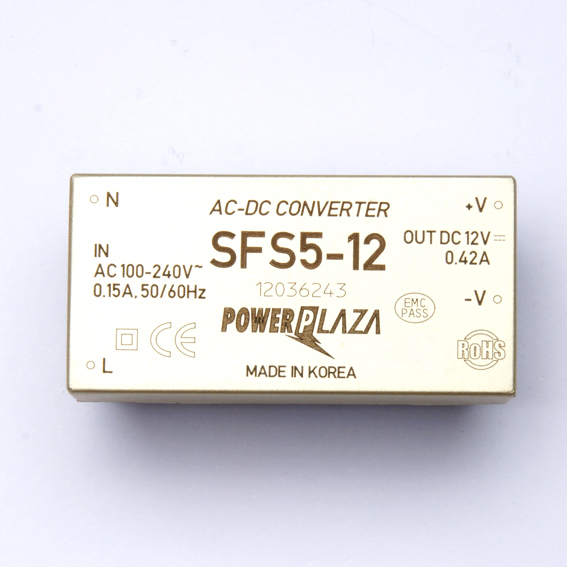 N
AC-DC CONVERTER
+V
IN
AC 100-240V~
0.15A, 50/60Hz
SFS5-12
OUT DC 12V⎓
0.42A
12036243
POWERPLAZA
EMC
PASS
-V
CE
RoHS
L
MADE IN KOREA